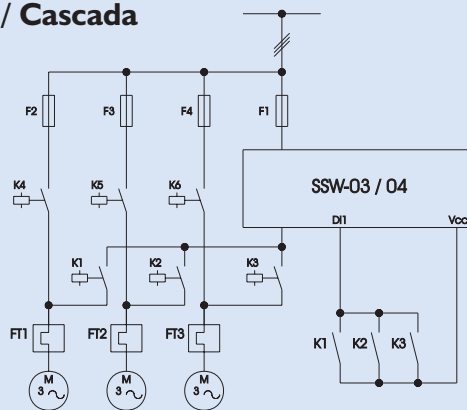 / Cascada
F2 F3 F4 F1
K4 K5 K6
SSW-03 / 04
DI1 Vcc
K1 K2 K3
FT1 FT2 FT3
K1 K2 K3
M M M
3 3 3